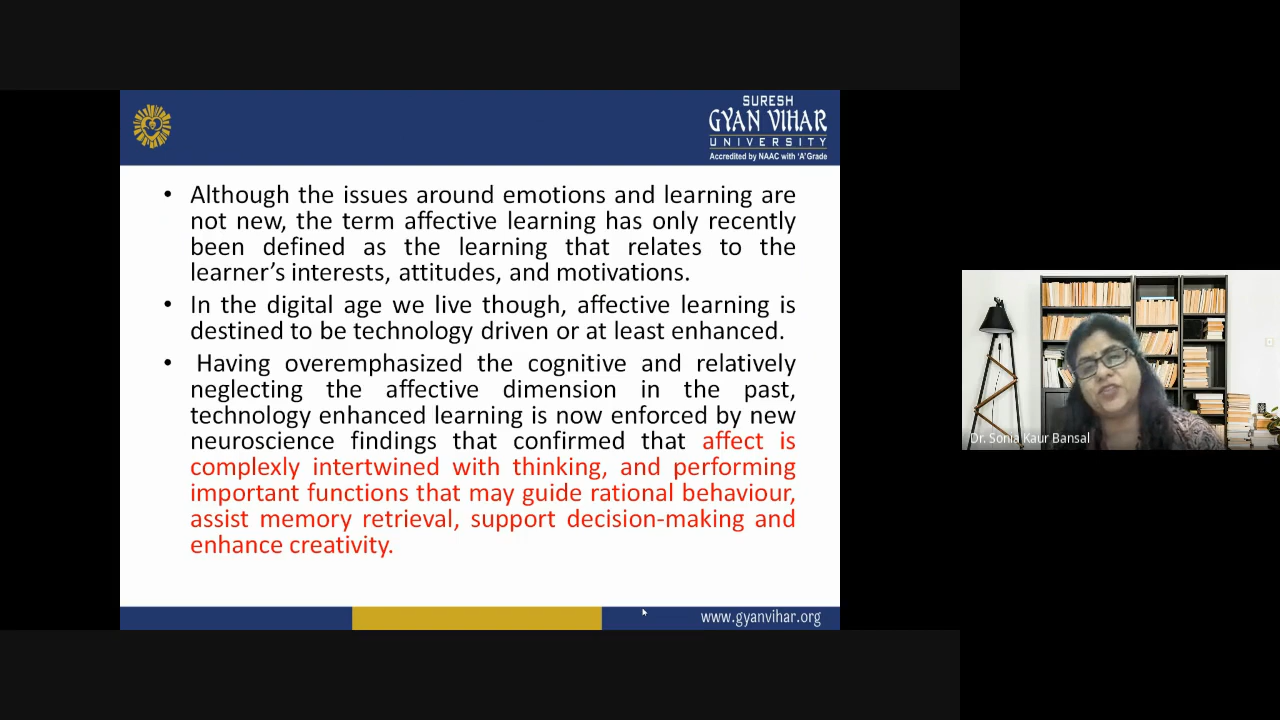 SURESH
GYAN VIHAR
UNIVERSITY
Accredited by NAAC with 'A' Grade
• Although the issues around emotions and learning are
not new, the term affective learning has only recently
been defined as the learning that relates to the
learner's interests, attitudes, and motivations.
• In the digital age we live though, affective learning is
destined to be technology driven or at least enhanced.
• Having overemphasized the cognitive and relatively
neglecting the affective dimension in the past,
technology enhanced learning is now enforced by new
neuroscience findings that confirmed that affect is
complexly intertwined with thinking, and performing
important functions that may guide rational behaviour,
assist memory retrieval, support decision-making and
enhance creativity.
www.gyanvihar.org
Dr. Sonia Kaur Bansal